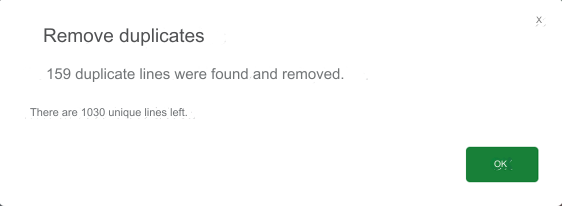 X
Remove duplicates
159 duplicate lines were found and removed.
There are 1030 unique lines left.
OK